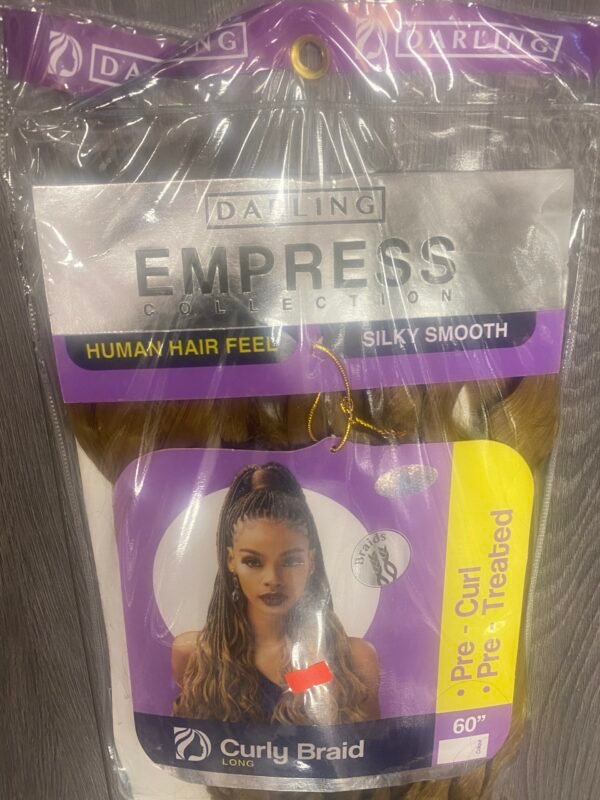 DARLING
DARLING
DARLING
EMPRESS
COLLECTION
HUMAN HAIR FEEL
SILKY SMOOTH
Braids
• Pre - Curl
• Pre - Treated
60”
Curly Braid
LONG